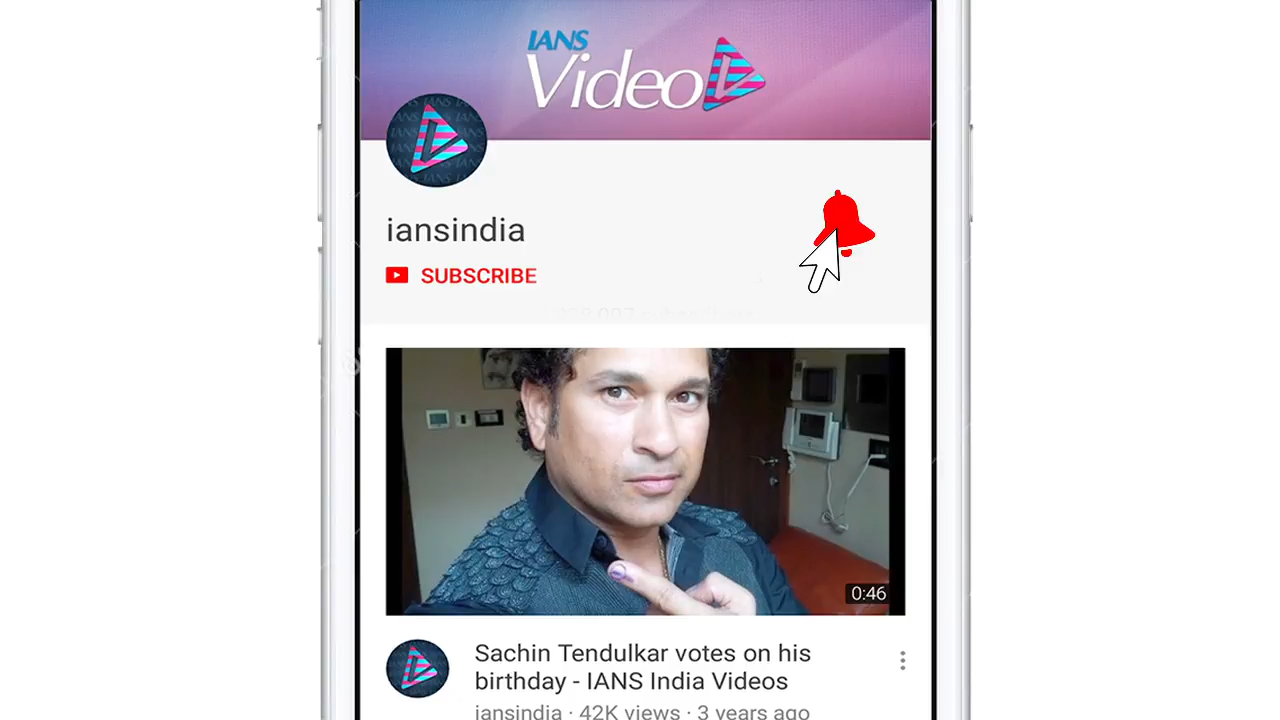 IANS
Video
iansindia
SUBSCRIBE
0:46
Sachin Tendulkar votes on his
birthday - IANS India Videos
iansindia · 42K views · 3 years ago